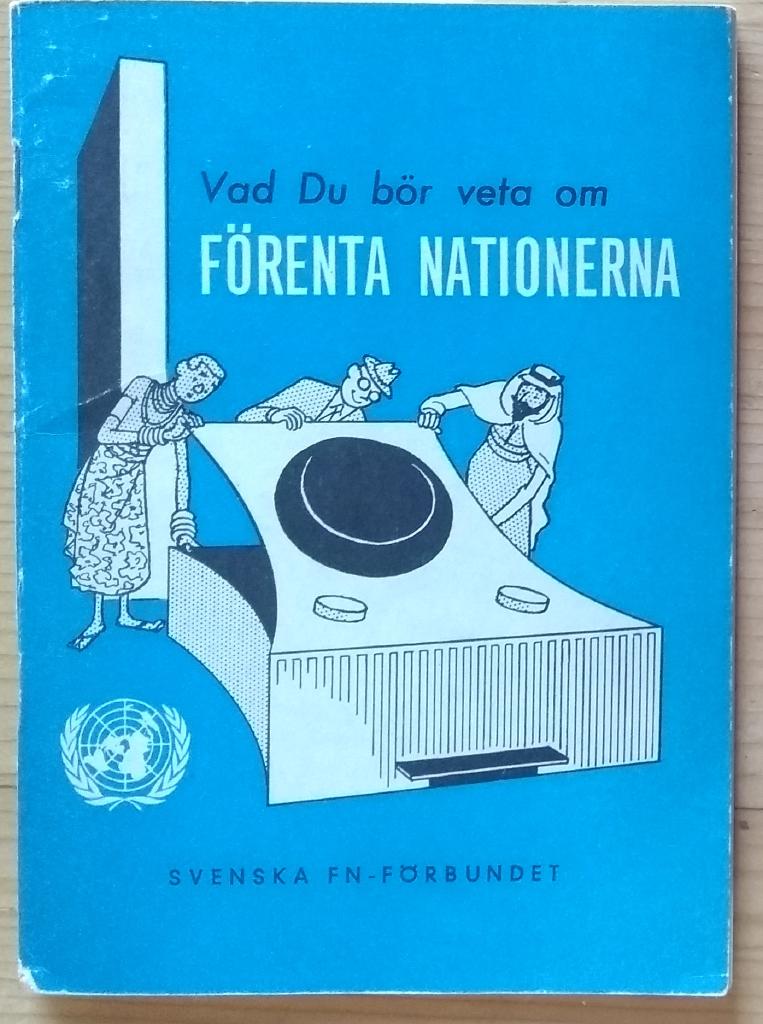 Vad Du bör veta om
FÖRENTA NATIONERNA
SVENSKA FN-FÖRBUNDET